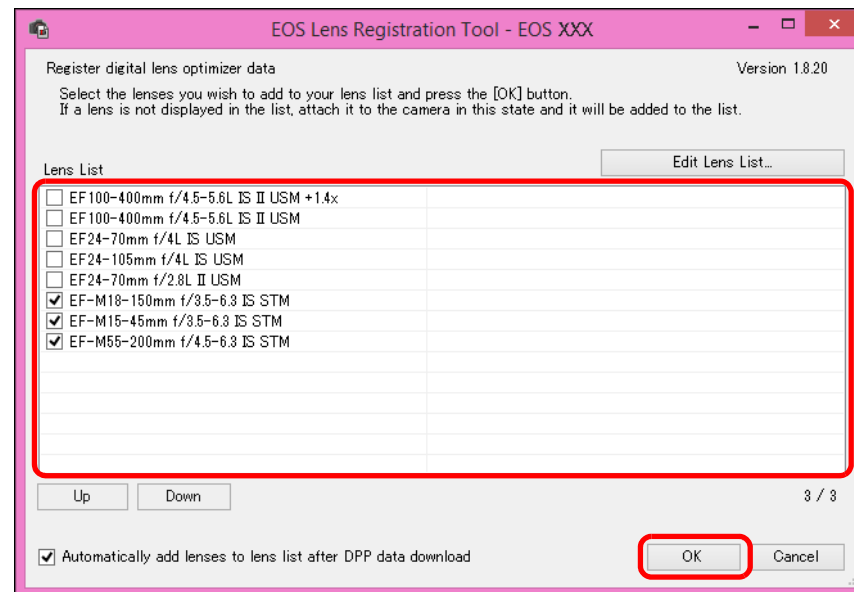 EOS Lens Registration Tool - EOS XXX
Register digital lens optimizer data
Version 1.8.20
Select the lenses you wish to add to your lens list and press the [OK] button.
If a lens is not displayed in the list, attach it to the camera in this state and it will be added to the list.
Lens List
Edit Lens List...
EF100-400mm f/4.5-5.6L IS II USM +1.4x
EF100-400mm f/4.5-5.6L IS II USM
EF24-70mm f/4L IS USM
EF24-105mm f/4L IS USM
EF24-70mm f/2.8L II USM
EF-M18-150mm f/3.5-6.3 IS STM
EF-M15-45mm f/3.5-6.3 IS STM
EF-M55-200mm f/4.5-6.3 IS STM
Up
Down
3 / 3
Automatically add lenses to lens list after DPP data download
OK
Cancel